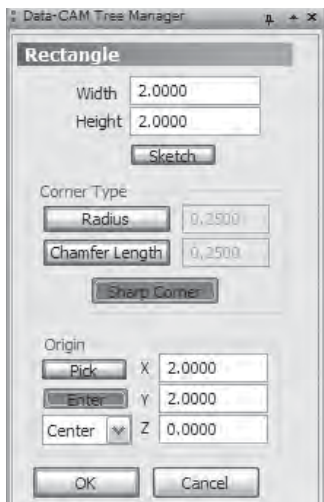 Data-CAM Tree Manager
Rectangle
Width 2.0000
Height 2.0000
Sketch
Corner Type
Radius 0.2500
Chamfer Length 0.2500
Sharp Corner
Origin
Pick X 2.0000
Enter Y 2.0000
Center Z 0.0000
OK Cancel